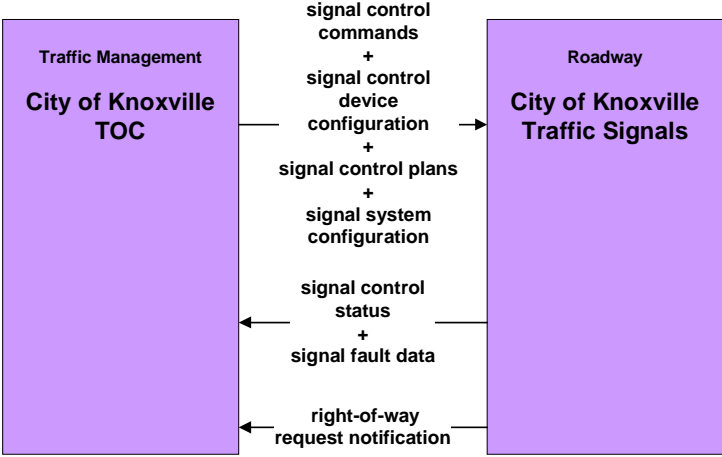 Traffic Management
City of Knoxville
TOC
signal control
commands
+
signal control
device
configuration
+
signal control plans
+
signal system
configuration
signal control
status
+
signal fault data
right-of-way
request notification
Roadway
City of Knoxville
Traffic Signals